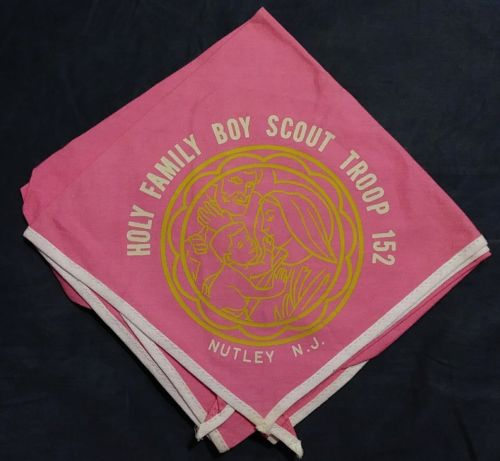 HOLY FAMILY BOY SCOUT TROOP 152
NUTLEY N.J.